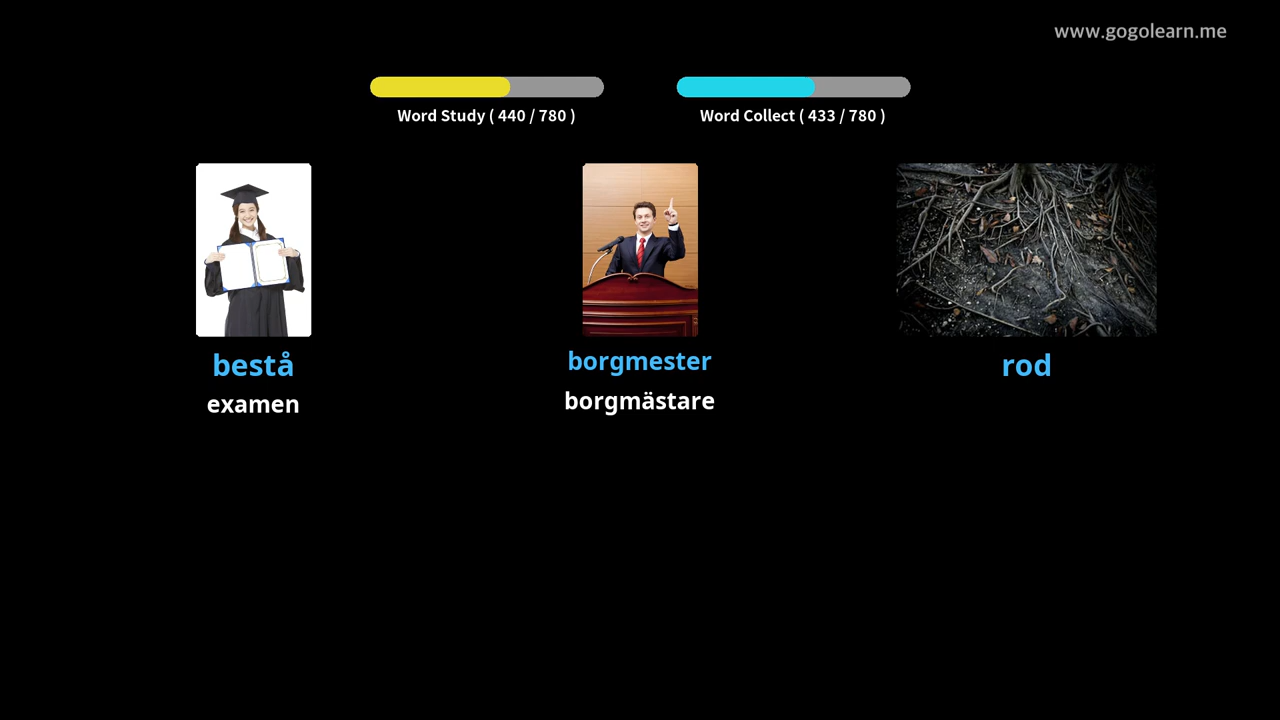 www.gogolearn.me
Word Study ( 440 / 780 )
Word Collect ( 433 / 780 )
bestå
examen
borgmester
borgmästare
rod